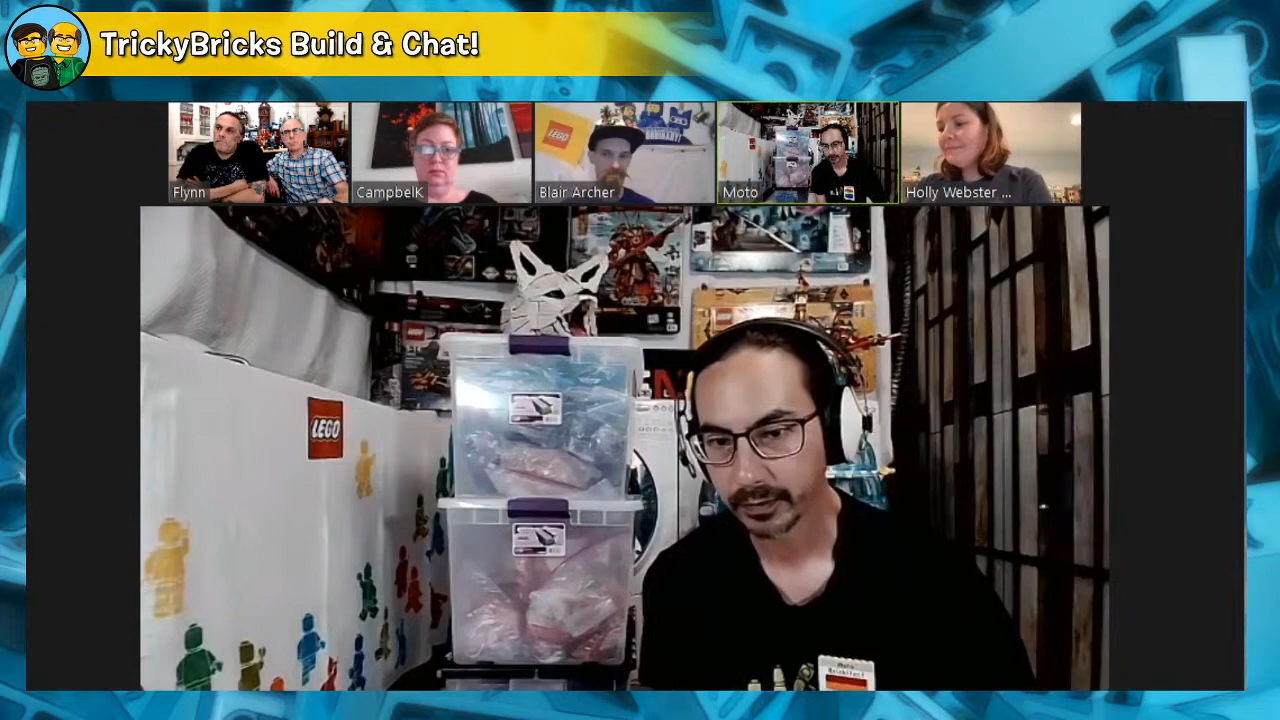 TrickyBricks Build & Chat!
LEGO
Flynn
CampbelK
Blair Archer
Moto
Holly Webster ...
LEGO